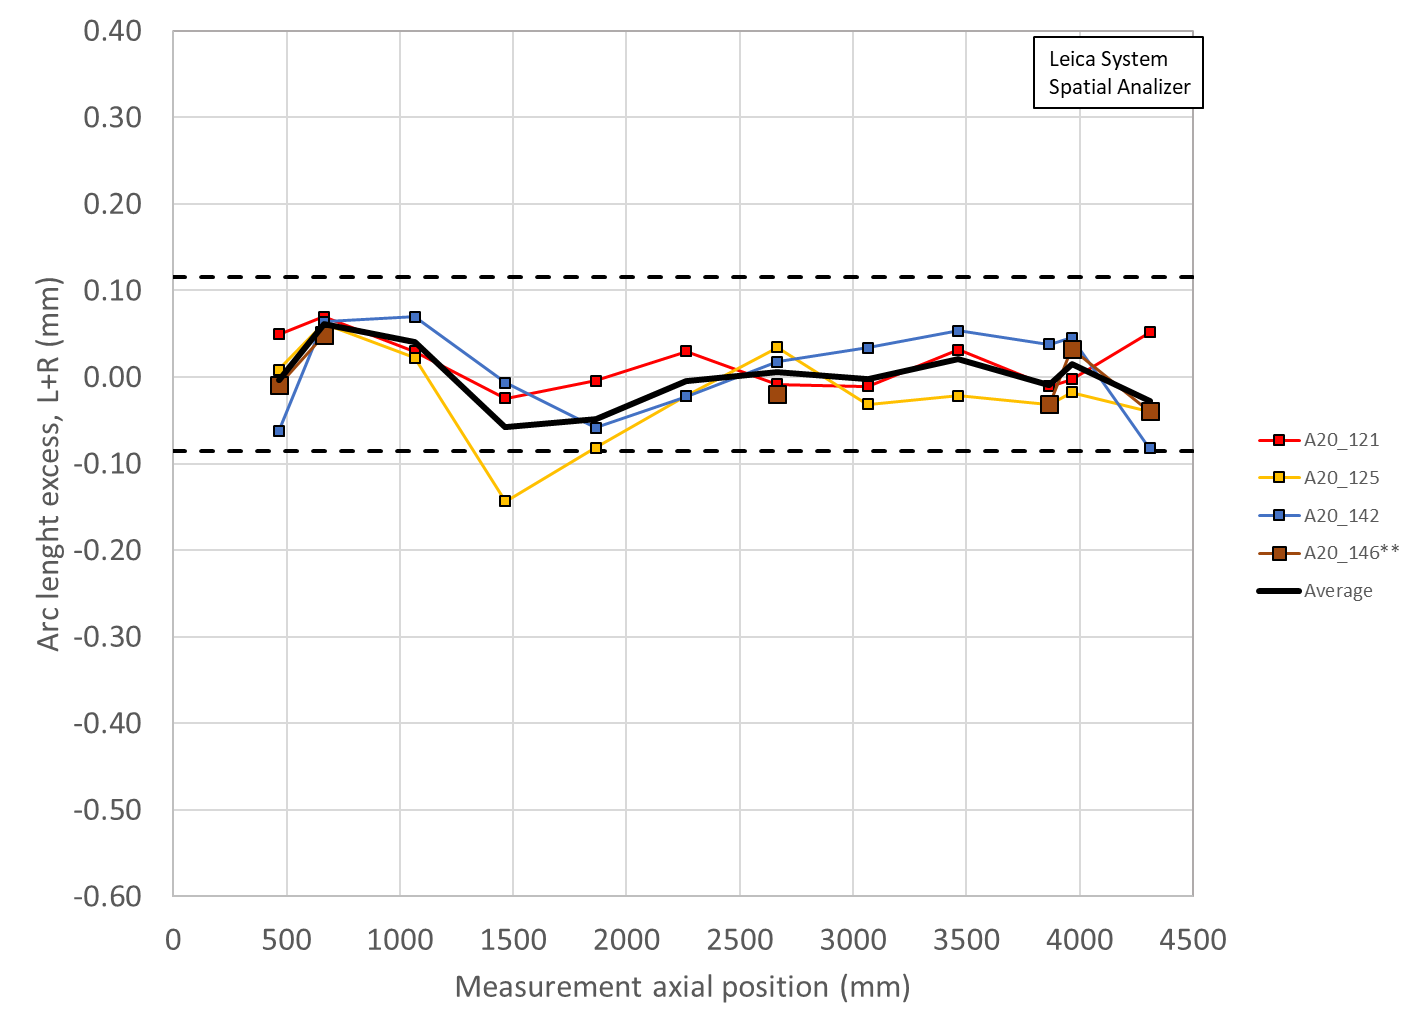 0.40
0.30
0.20
0.10
0.00
-0.10
-0.20
-0.30
-0.40
-0.50
-0.60
Arc lenght excess, L+R (mm)
Leica System
Spatial Analizer
A20_121
A20_125
A20_142
A20_146**
Average
0 500 1000 1500 2000 2500 3000 3500 4000 4500
Measurement axial position (mm)